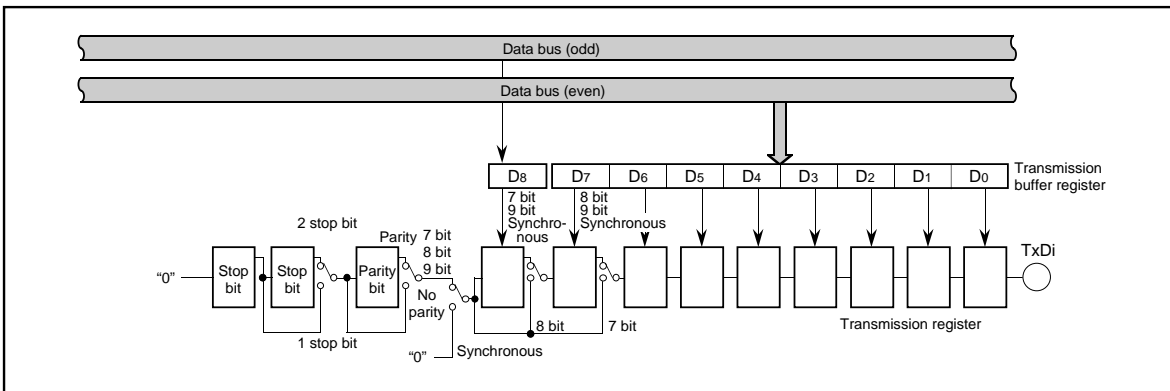 Data bus (odd)
Data bus (even)
D8
D7
D6
D5
D4
D3
D2
D1
D0
Transmission
buffer register
7 bit
9 bit
Synchro-
nous
8 bit
9 bit
Synchronous
2 stop bit
Parity
7 bit
8 bit
9 bit
TxDi
“0”
Stop
bit
Stop
bit
Parity
bit
No
parity
1 stop bit
“0”
Synchronous
8 bit
7 bit
Transmission register